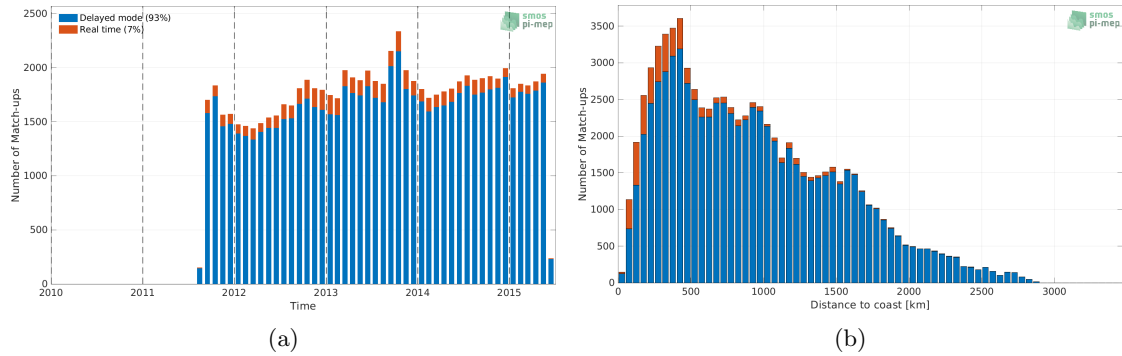 Delayed mode (93%)
Real time (7%)
smos
pi-mep
2500
2000
1500
1000
500
0
Number of Match-ups
2010 2011 2012 2013 2014 2015
Time
(a)
smos
pi-mep
3500
3000
2500
2000
1500
1000
500
0
Number of Match-ups
0 500 1000 1500 2000 2500 3000
Distance to coast [km]
(b)